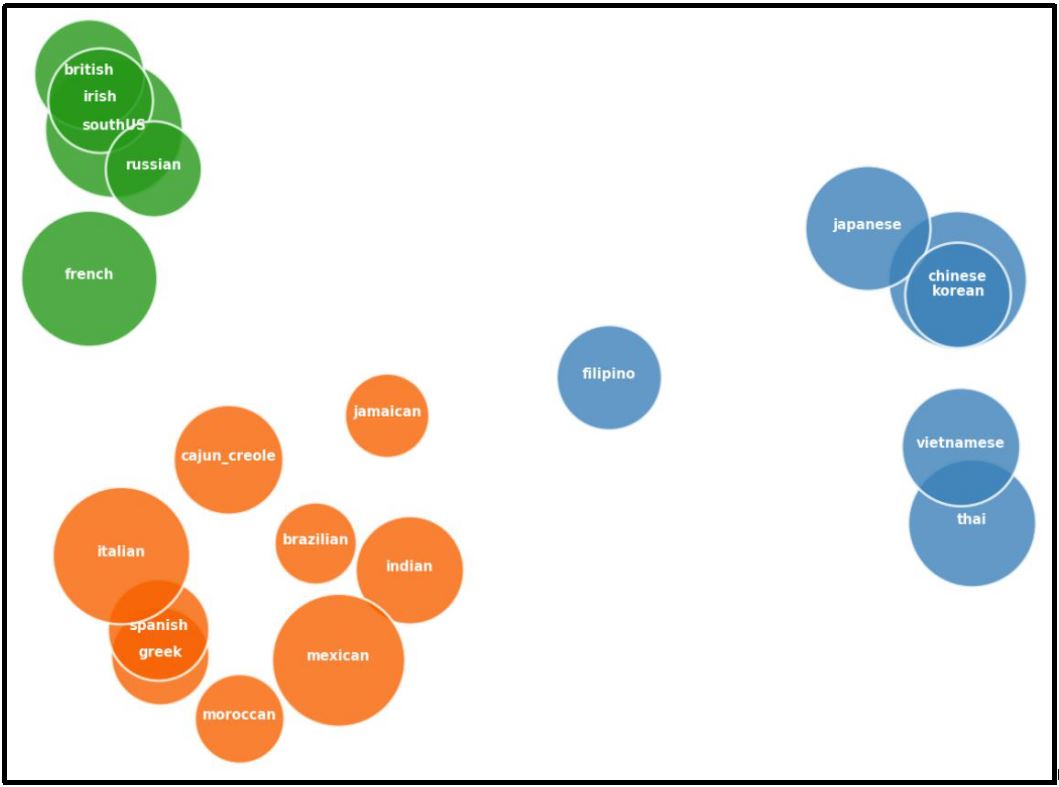 british
irish
southUS
russian
french
japanese
chinese
korean
filipino
jamaican
cajun_creole
vietnamese
thai
brazilian
italian
indian
spanish
greek
mexican
moroccan